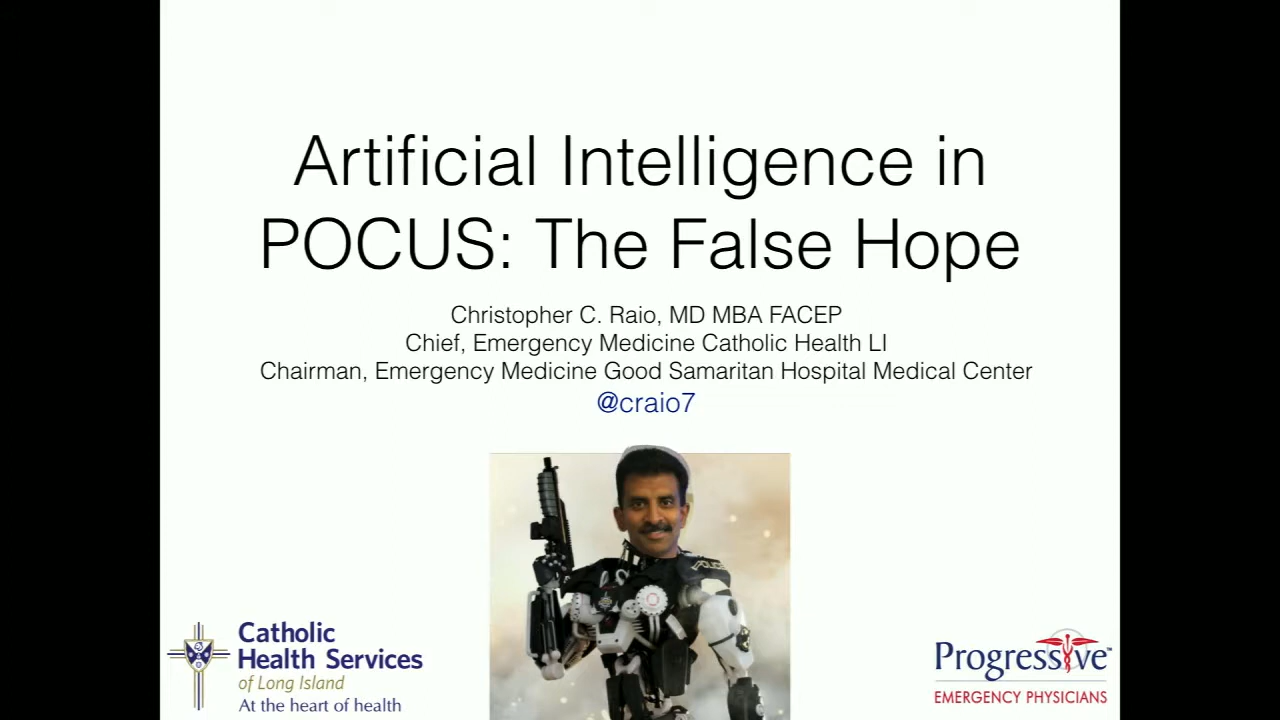 Artificial Intelligence in
POCUS: The False Hope
Christopher C. Raio, MD MBA FACEP
Chief, Emergency Medicine Catholic Health LI
Chairman, Emergency Medicine Good Samaritan Hospital Medical Center
@craio7
Catholic
Health Services
of Long Island
At the heart of health
Progressive™
EMERGENCY PHYSICIANS